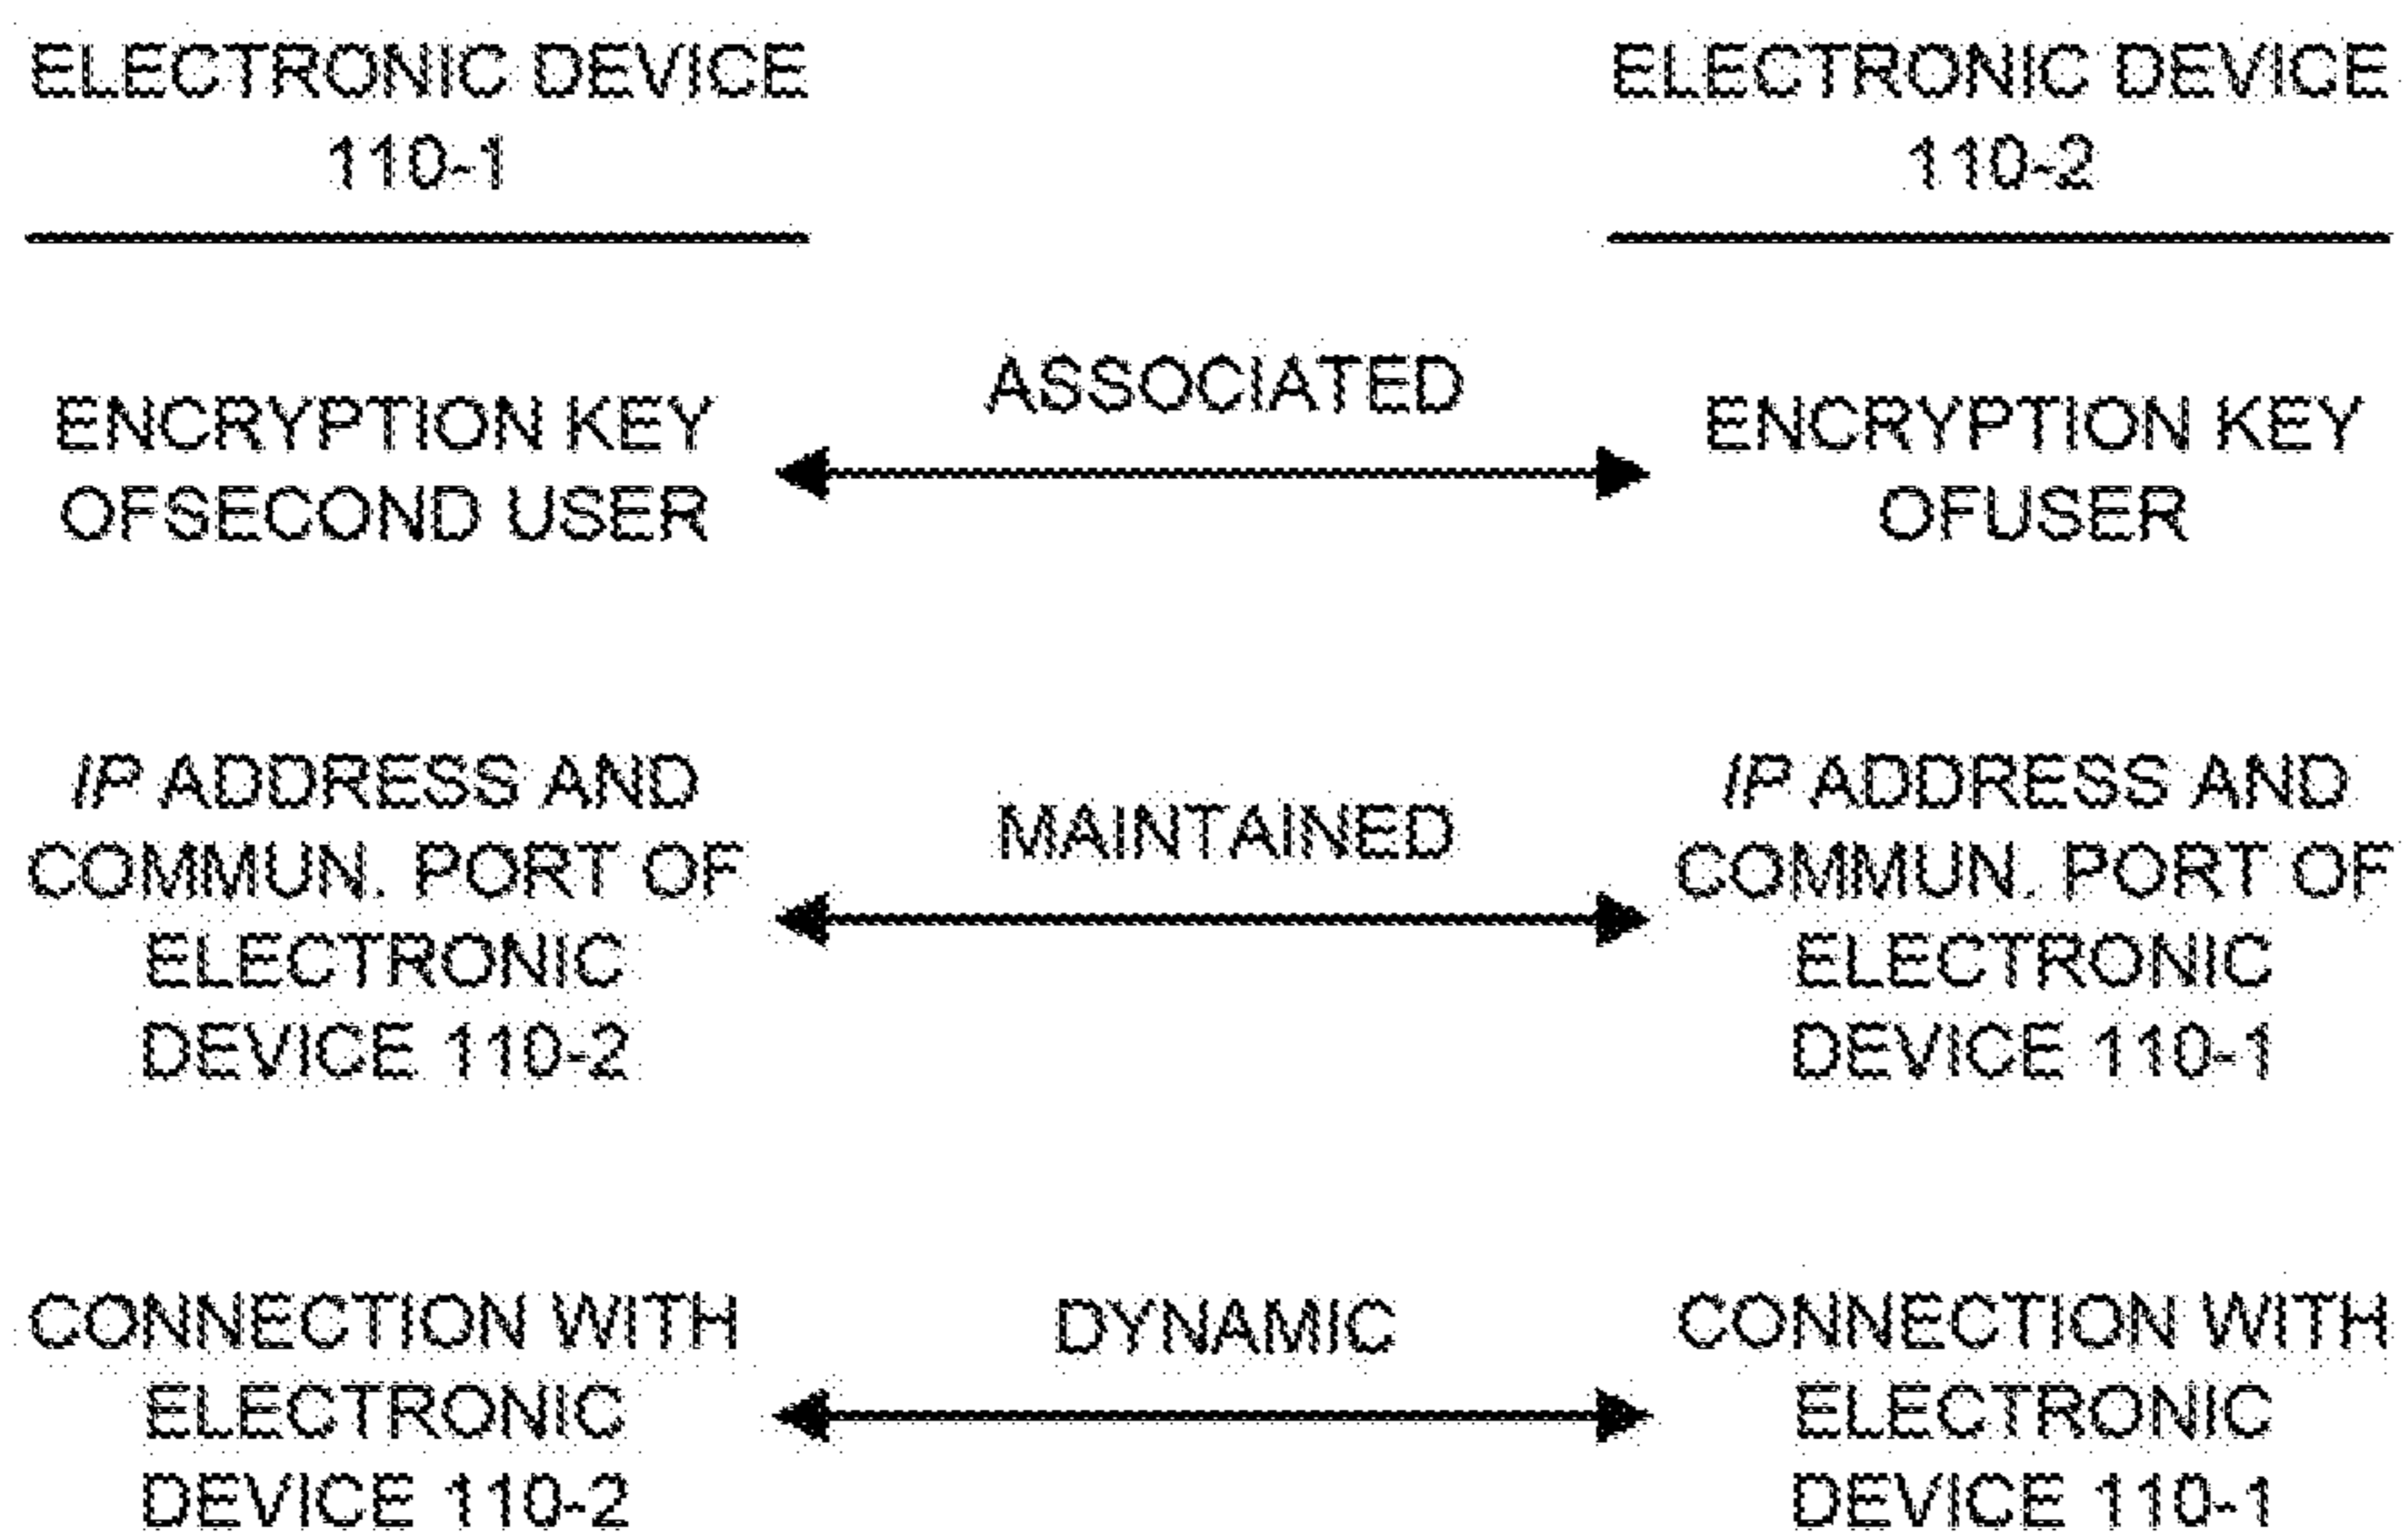 ELECTRONIC DEVICE
110-1
ELECTRONIC DEVICE
110-2
ENCRYPTION KEY
OFSECOND USER
ASSOCIATED
ENCRYPTION KEY
OFUSER
IP ADDRESS AND
COMMUN. PORT OF
ELECTRONIC
DEVICE 110-2
MAINTAINED
IP ADDRESS AND
COMMUN. PORT OF
ELECTRONIC
DEVICE 110-1
CONNECTION WITH
ELECTRONIC
DEVICE 110-2
DYNAMIC
CONNECTION WITH
ELECTRONIC
DEVICE 110-1